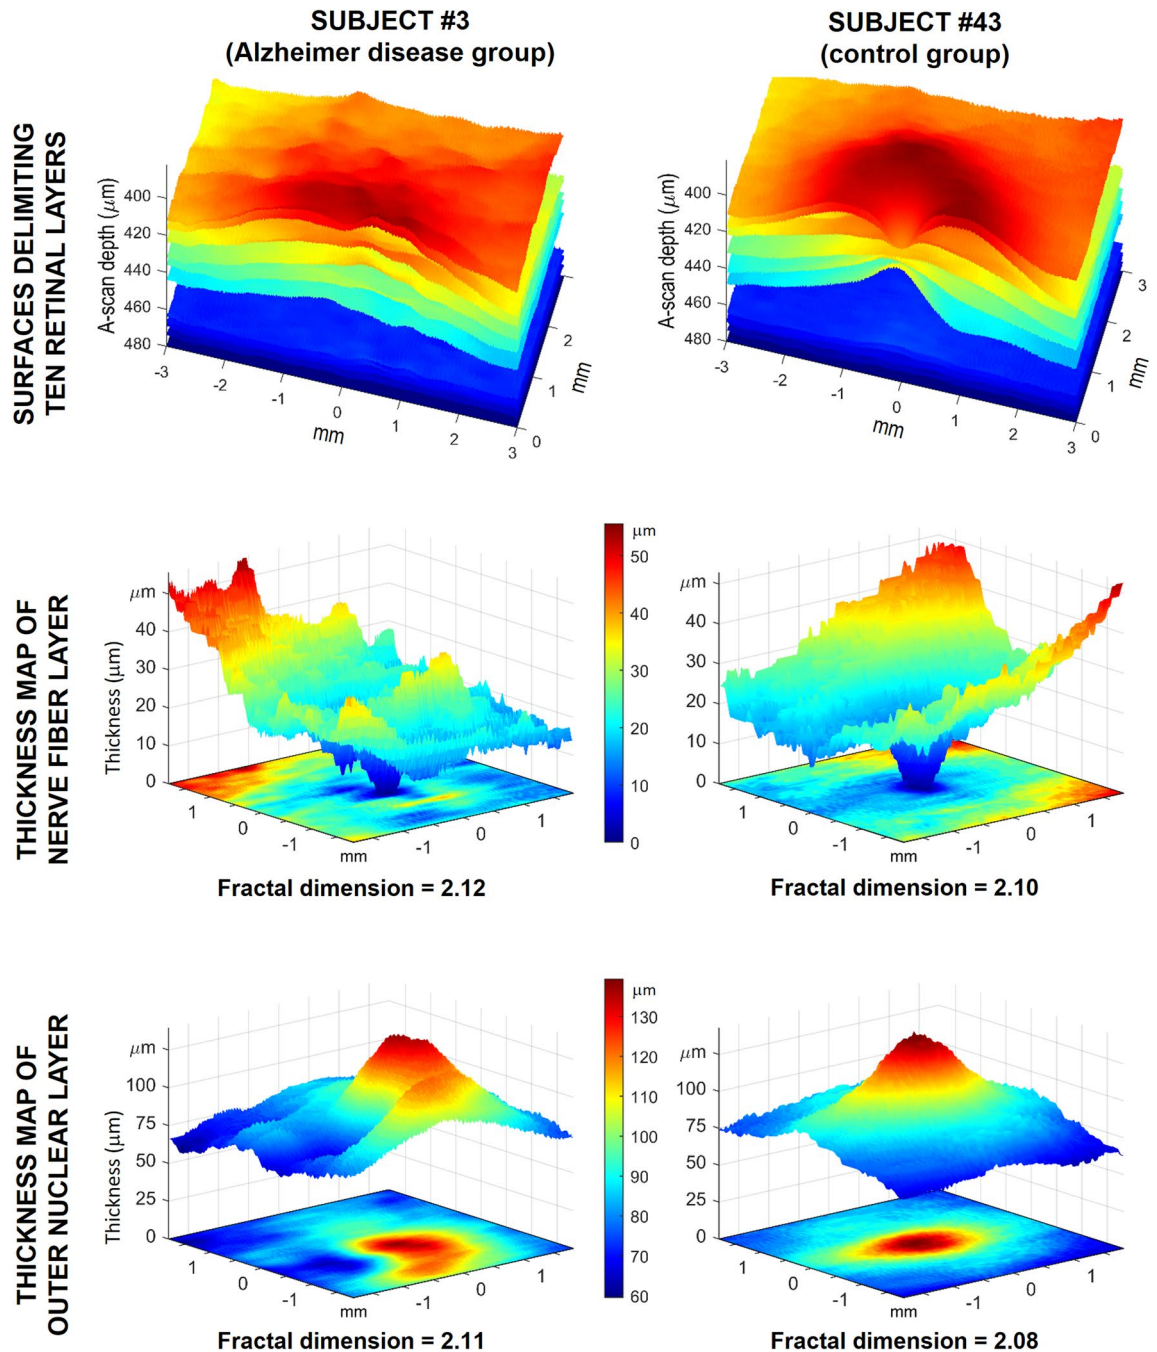 SUBJECT #3
(Alzheimer disease group)
SUBJECT #43
(control group)
SURFACES DELIMITING
TEN RETINAL LAYERS
A-scan depth (μm)
400
420
440
460
480
-3
-2
-1
0
1
2
3
mm
0
1
2
mm
A-scan depth (μm)
400
420
440
460
480
-3
-2
-1
0
1
2
3
mm
0
1
2
3
mm
THICKNESS MAP OF
NERVE FIBER LAYER
Thickness (μm)
μm
40
30
20
10
0
1
0
-1
mm
-1
0
1
μm
50
40
30
20
10
0
μm
40
30
20
10
0
1
0
-1
mm
-1
0
1
Fractal dimension = 2.12
Fractal dimension = 2.10
THICKNESS MAP OF
OUTER NUCLEAR LAYER
Thickness (μm)
μm
100
75
50
25
0
1
0
-1
mm
-1
0
1
μm
130
120
110
100
90
80
70
60
μm
100
75
50
25
0
1
0
-1
mm
-1
0
1
Fractal dimension = 2.11
Fractal dimension = 2.08